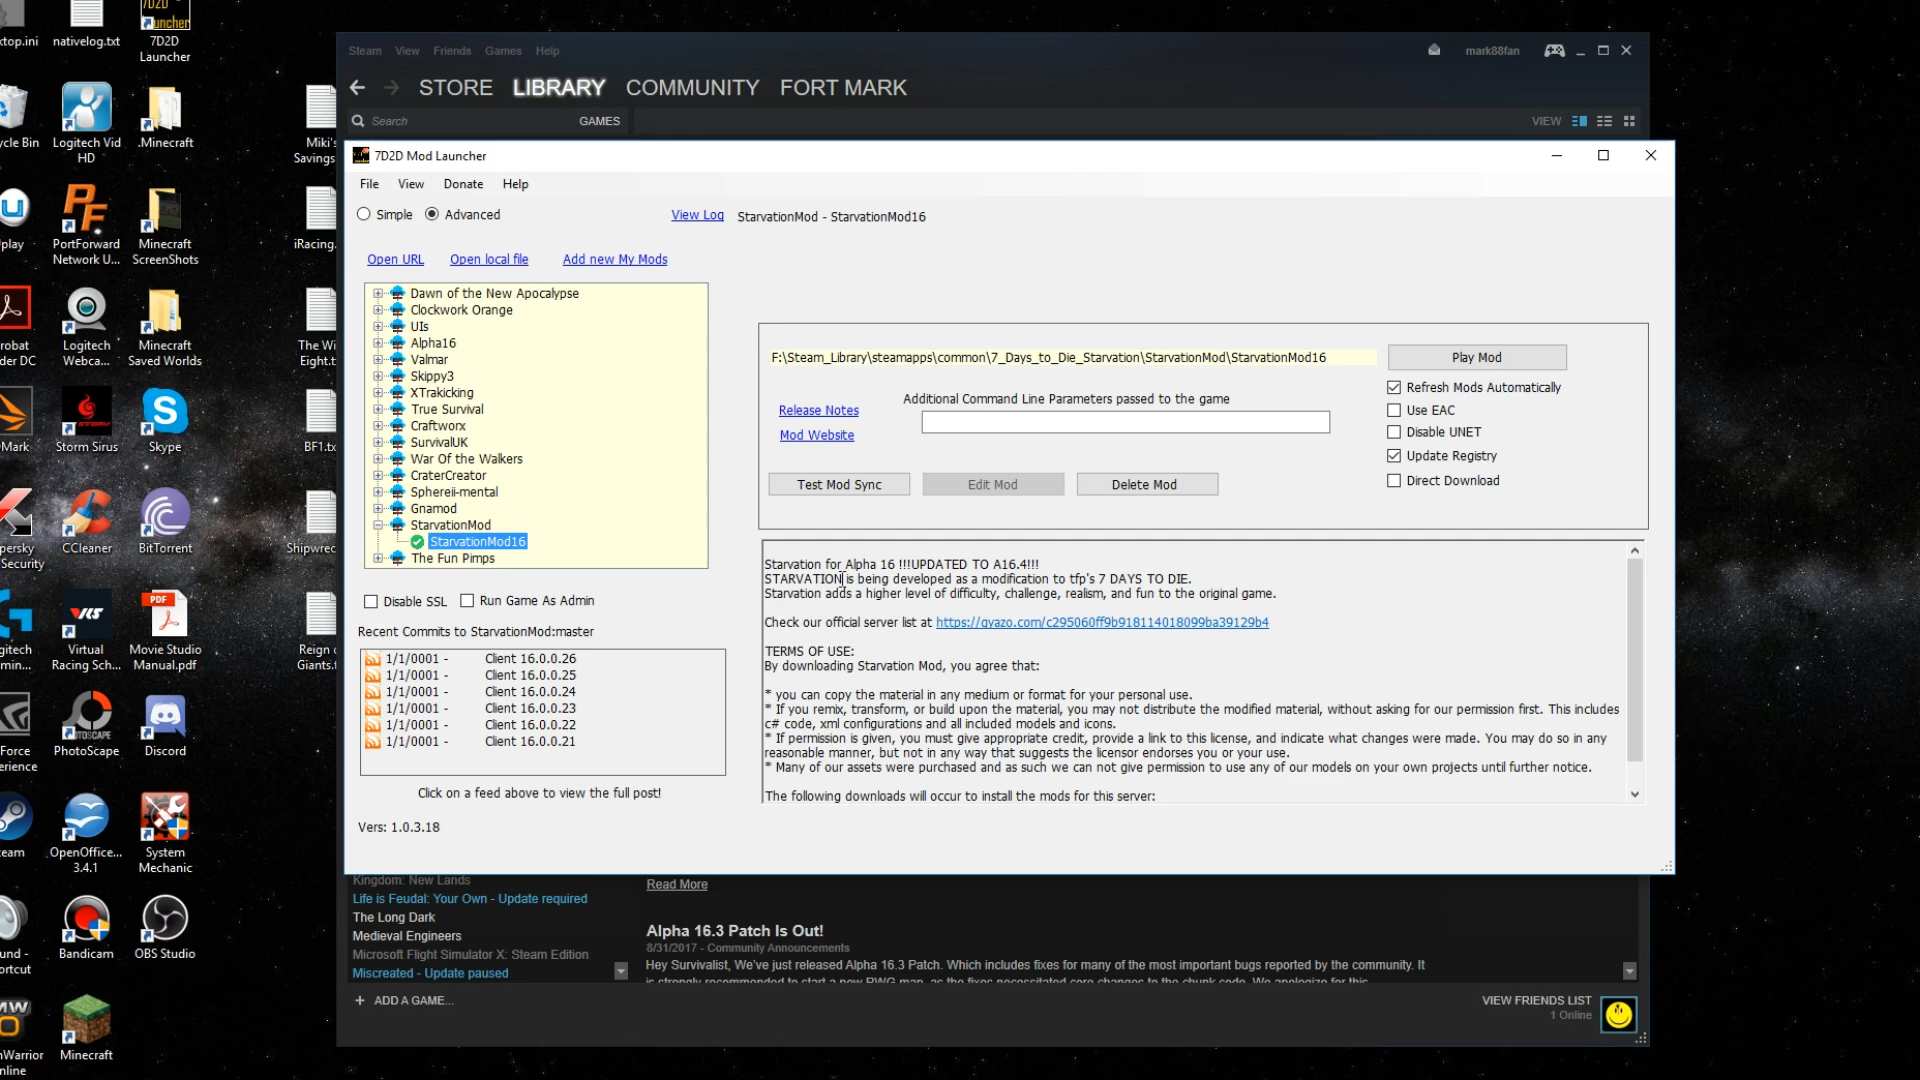 ktop.ini
nativelog.txt
7D2D
Launcher
ycle Bin
Logitech Vid
HD
.Minecraft
Miki's
Savings
play
PortForward
Network U...
Minecraft
ScreenShots
iRacing.
robat
der DC
Logitech
Webca...
Minecraft
Saved Worlds
The Wi
Eight.t
Mark
Storm Sirus
Skype
BF1.tx
persky
Security
CCleaner
BitTorrent
Shipwrec
gitech
min...
Virtual
Racing Sch...
PDF
Movie Studio
Manual.pdf
Reign
Giants.t
Force
erience
PhotoScape
Discord
eam
OpenOffice...
3.4.1
System
Mechanic
und -
ortcut
Bandicam
OBS Studio
nWarrior
nline
Minecraft
Steam View Friends Games Help
mark88fan
STORE LIBRARY COMMUNITY FORT MARK
Search
GAMES
VIEW
7D2D Mod Launcher
File View Donate Help
Simple Advanced
View Log StarvationMod - StarvationMod16
Open URL Open local file Add new My Mods
Dawn of the New Apocalypse
Clockwork Orange
UIs
Alpha16
Valmar
Skippy3
XTrakicking
True Survival
Craftworx
SurvivalUK
War Of the Walkers
CraterCreator
Sphereii-mental
Gnamod
StarvationMod
StarvationMod16
The Fun Pimps
F:\Steam_Library\steamapps\common\7_Days_to_Die_Starvation\StarvationMod\StarvationMod16
Play Mod
Release Notes
Mod Website
Additional Command Line Parameters passed to the game
Refresh Mods Automatically
Use EAC
Disable UNET
Update Registry
Direct Download
Test Mod Sync Edit Mod Delete Mod
Disable SSL Run Game As Admin
Recent Commits to StarvationMod:master
1/1/0001 - Client 16.0.0.26
1/1/0001 - Client 16.0.0.25
1/1/0001 - Client 16.0.0.24
1/1/0001 - Client 16.0.0.23
1/1/0001 - Client 16.0.0.22
1/1/0001 - Client 16.0.0.21
Click on a feed above to view the full post!
Vers: 1.0.3.18
Starvation for Alpha 16 !!!UPDATED TO A16.4!!!
STARVATION is being developed as a modification to tfp's 7 DAYS TO DIE.
Starvation adds a higher level of difficulty, challenge, realism, and fun to the original game.
Check our official server list at https://gyazo.com/c295060ff9b918114018099ba39129b4
TERMS OF USE:
By downloading Starvation Mod, you agree that:
* you can copy the material in any medium or format for your personal use.
* If you remix, transform, or build upon the material, you may not distribute the modified material, without asking for our permission first. This includes
c# code, xml configurations and all included models and icons.
* If permission is given, you must give appropriate credit, provide a link to this license, and indicate what changes were made. You may do so in any
reasonable manner, but not in any way that suggests the licensor endorses you or your use.
* Many of our assets were purchased and as such we can not give permission to use any of our models on your own projects until further notice.
The following downloads will occur to install the mods for this server:
Kingdom: New Lands
Life is Feudal: Your Own - Update required
The Long Dark
Medieval Engineers
Microsoft Flight Simulator X: Steam Edition
Miscreated - Update paused
ADD A GAME...
Read More
Alpha 16.3 Patch Is Out!
8/31/2017 - Community Announcements
Hey Survivalist, We've just released Alpha 16.3 Patch. Which includes fixes for many of the most important bugs reported by the community. It
VIEW FRIENDS LIST
1 Online